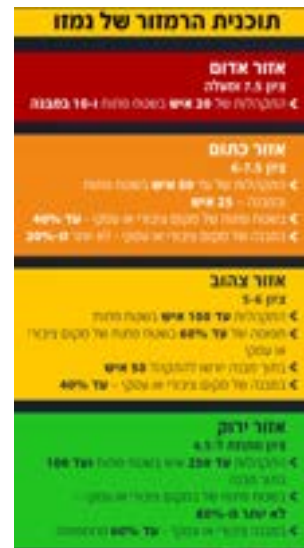 תוכנית הרמזור של גמזו
אזור אדום
ציון 7.5 ומעלה
התקהלות של 20 איש בשטח פתוח ו-10 במבנה
אזור כתום
ציון 6-7.5
התקהלות של עד 50 איש בשטח פתוח
ובמבנה - 25 איש
בשטח פתוח של מקום ציבורי או עסקי - עד 40%
במבנה של מקום ציבורי או עסקי - לא יותר מ-20%
אזור צהוב
ציון 5-6
התקהלות עד 100 איש בשטח פתוח
תפוסה של עד 60% בשטח פתוח של מקום ציבורי
או עסקי
בתוך מבנה יורשו להתקהל 50 איש
במבנה של מקום ציבורי או עסקי - עד 40%
אזור ירוק
ציון מתחת ל-4.5
התקהלות עד 250 איש בשטח פתוח ועד 100
בתוך מבנה
בשטח פתוח של במקום ציבורי או עסקי -
לא יותר מ-80%
במבנה ציבורי או עסקי - עד 60% מהתפוסה